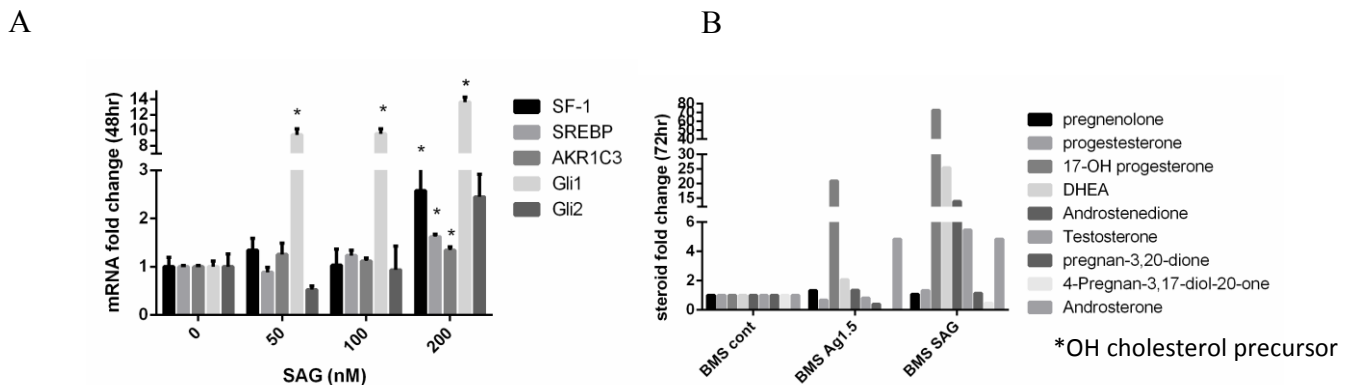 A
B
mRNA fold change (48hr)
14
12
10
8
3
2
1
0
*
*
*
*
*
*
SF-1
SREBP
AKR1C3
Gli1
Gli2
0
50
100
200
SAG (nM)
steroid fold change (72hr)
80
70
60
50
40
30
25
20
15
6
4
2
0
pregnenolone
progestesterone
17-OH progesterone
DHEA
Androstenedione
Testosterone
pregnan-3,20-dione
4-Pregnan-3,17-diol-20-one
Androsterone
BMS cont
BMS Ag1.5
BMS SAG
*OH cholesterol precursor